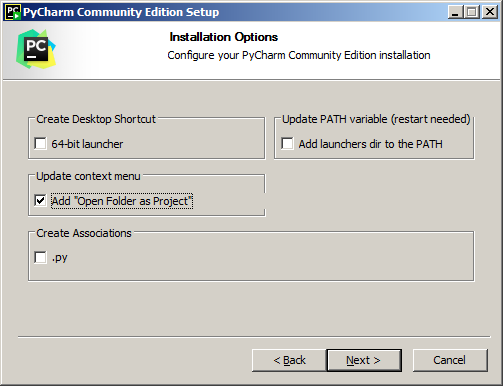 PyCharm Community Edition Setup
PC
Installation Options
Configure your PyCharm Community Edition installation
Create Desktop Shortcut
64-bit launcher
Update PATH variable (restart needed)
Add launchers dir to the PATH
Update context menu
Add "Open Folder as Project"
Create Associations
.py
< Back
Next >
Cancel